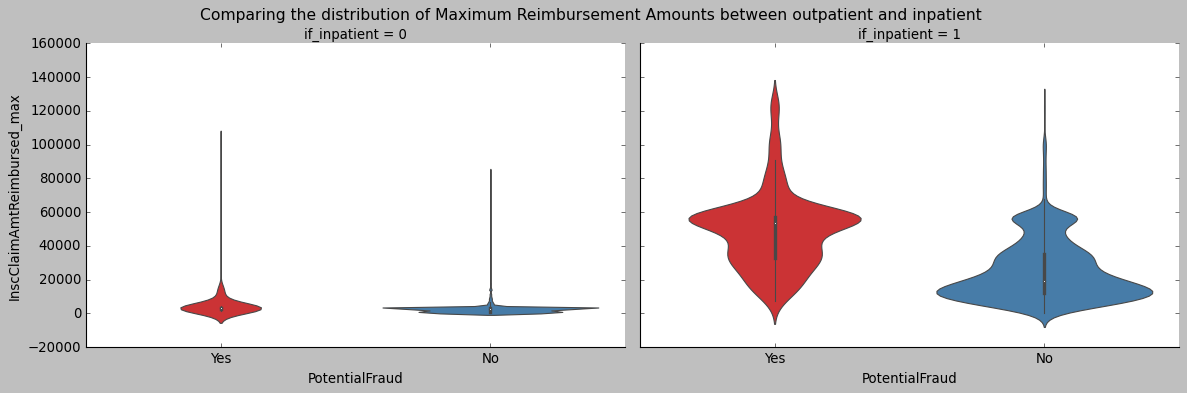 Comparing the distribution of Maximum Reimbursement Amounts between outpatient and inpatient
if_inpatient = 0
if_inpatient = 1
160000
140000
120000
100000
80000
60000
40000
20000
0
−20000
InscClaimAmtReimbursed_max
Yes
No
Yes
No
PotentialFraud
PotentialFraud